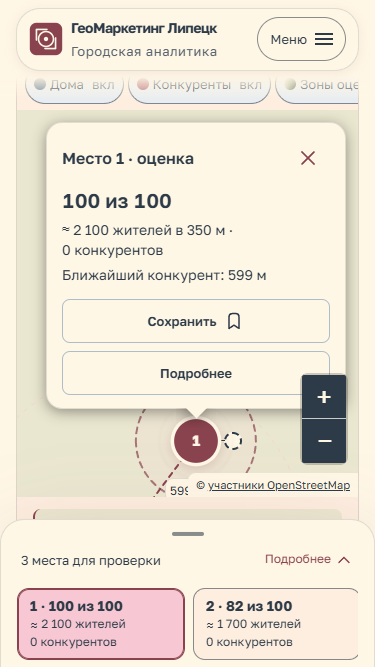 ГеоМаркетинг Липецк
Городская аналитика
Меню
Дома вкл
Конкуренты вкл
Зоны оце
Место 1 · оценка
100 из 100
≈ 2 100 жителей в 350 м ·
0 конкурентов
Ближайший конкурент: 599 м
Сохранить
Подробнее
+
−
1
599
© участники OpenStreetMap
3 места для проверки
Подробнее
1 · 100 из 100
≈ 2 100 жителей
0 конкурентов
2 · 82 из 100
≈ 1 700 жителей
0 конкурентов